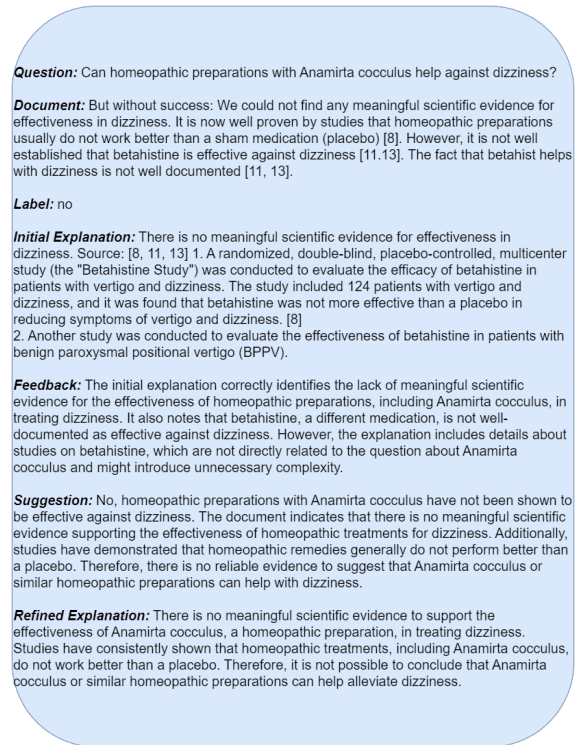 Question: Can homeopathic preparations with Anamirta cocculus help against dizziness?
Document: But without success: We could not find any meaningful scientific evidence for
effectiveness in dizziness. It is now well proven by studies that homeopathic preparations
usually do not work better than a sham medication (placebo) [8]. However, it is not well
established that betahistine is effective against dizziness [11.13]. The fact that betahist helps
with dizziness is not well documented [11, 13].
Label: no
Initial Explanation: There is no meaningful scientific evidence for effectiveness in
dizziness. Source: [8, 11, 13] 1. A randomized, double-blind, placebo-controlled, multicenter
study (the "Betahistine Study") was conducted to evaluate the efficacy of betahistine in
patients with vertigo and dizziness. The study included 124 patients with vertigo and
dizziness, and it was found that betahistine was not more effective than a placebo in
reducing symptoms of vertigo and dizziness. [8]
2. Another study was conducted to evaluate the effectiveness of betahistine in patients with
benign paroxysmal positional vertigo (BPPV).
Feedback: The initial explanation correctly identifies the lack of meaningful scientific
evidence for the effectiveness of homeopathic preparations, including Anamirta cocculus, in
treating dizziness. It also notes that betahistine, a different medication, is not well-
documented as effective against dizziness. However, the explanation includes details about
studies on betahistine, which are not directly related to the question about Anamirta
cocculus and might introduce unnecessary complexity.
Suggestion: No, homeopathic preparations with Anamirta cocculus have not been shown to
be effective against dizziness. The document indicates that there is no meaningful scientific
evidence supporting the effectiveness of homeopathic treatments for dizziness. Additionally,
studies have demonstrated that homeopathic remedies generally do not perform better than
a placebo. Therefore, there is no reliable evidence to suggest that Anamirta cocculus or
similar homeopathic preparations can help with dizziness.
Refined Explanation: There is no meaningful scientific evidence to support the
effectiveness of Anamirta cocculus, a homeopathic preparation, in treating dizziness.
Studies have consistently shown that homeopathic treatments, including Anamirta cocculus,
do not work better than a placebo. Therefore, it is not possible to conclude that Anamirta
cocculus or similar homeopathic preparations can help alleviate dizziness.